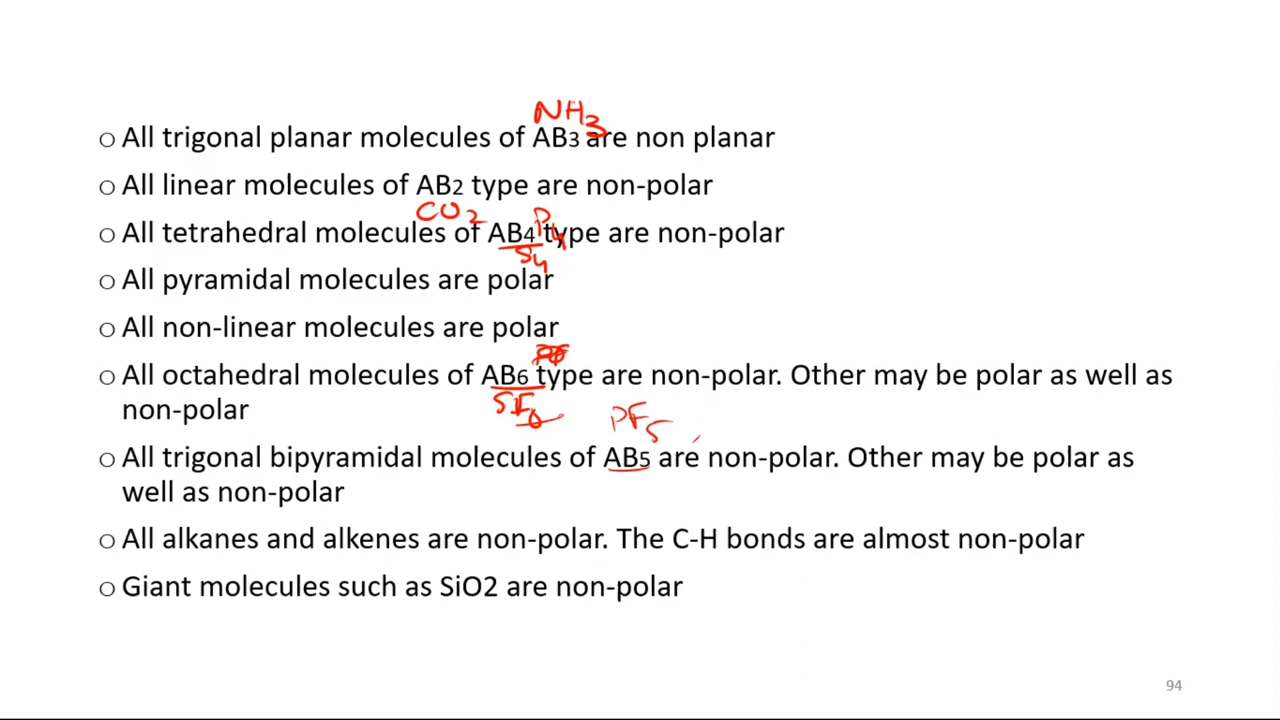 NH3
o All trigonal planar molecules of AB3 are non planar
o All linear molecules of AB2 type are non-polar
CO2 P4
o All tetrahedral molecules of AB4 type are non-polar
S4
o All pyramidal molecules are polar
o All non-linear molecules are polar
o All octahedral molecules of AB6 type are non-polar. Other may be polar as well as
non-polar
PF5
o All trigonal bipyramidal molecules of AB5 are non-polar. Other may be polar as
well as non-polar
o All alkanes and alkenes are non-polar. The C-H bonds are almost non-polar
o Giant molecules such as SiO2 are non-polar
94